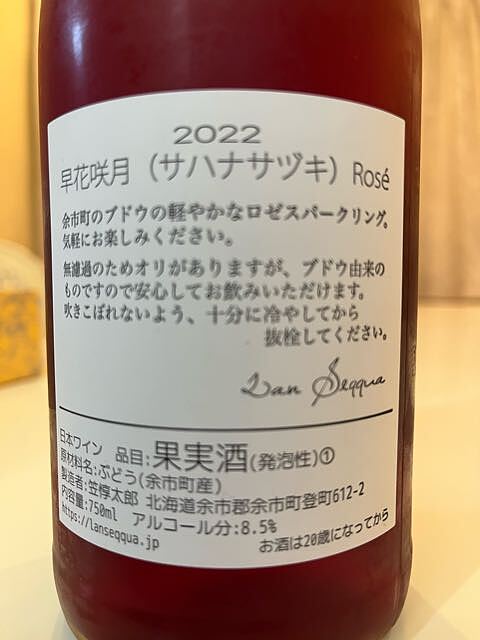 2022
早花咲月（サハナサヅキ）Rosé
余市町のブドウの軽やかなロゼスパークリング。
気軽にお楽しみください。
無濾過のためオリがありますが、ブドウ由来の
ものですので安心してお飲みいただけます。
吹きこぼれないよう、十分に冷やしてから
抜栓してください。
Lan Seqqua
日本ワイン 品目:果実酒(発泡性)①
原材料名:ぶどう(余市町産)
製造者:笠惇太郎 北海道余市郡余市町登町612-2
内容量:750ml アルコール分:8.5%
https://lanseqqua.jp お酒は20歳になってから